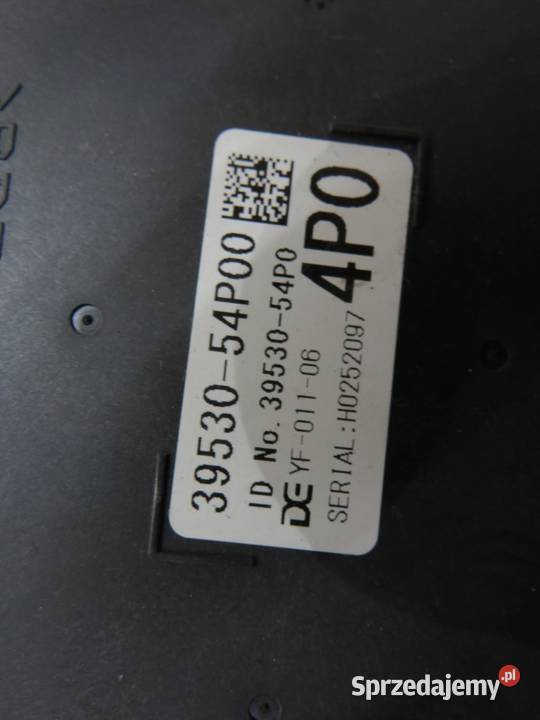 39530-54P00
ID No. 39530-54P0
DE YF-011-06
SERIAL:H0252097
4P0
Sprzedajemy.pl